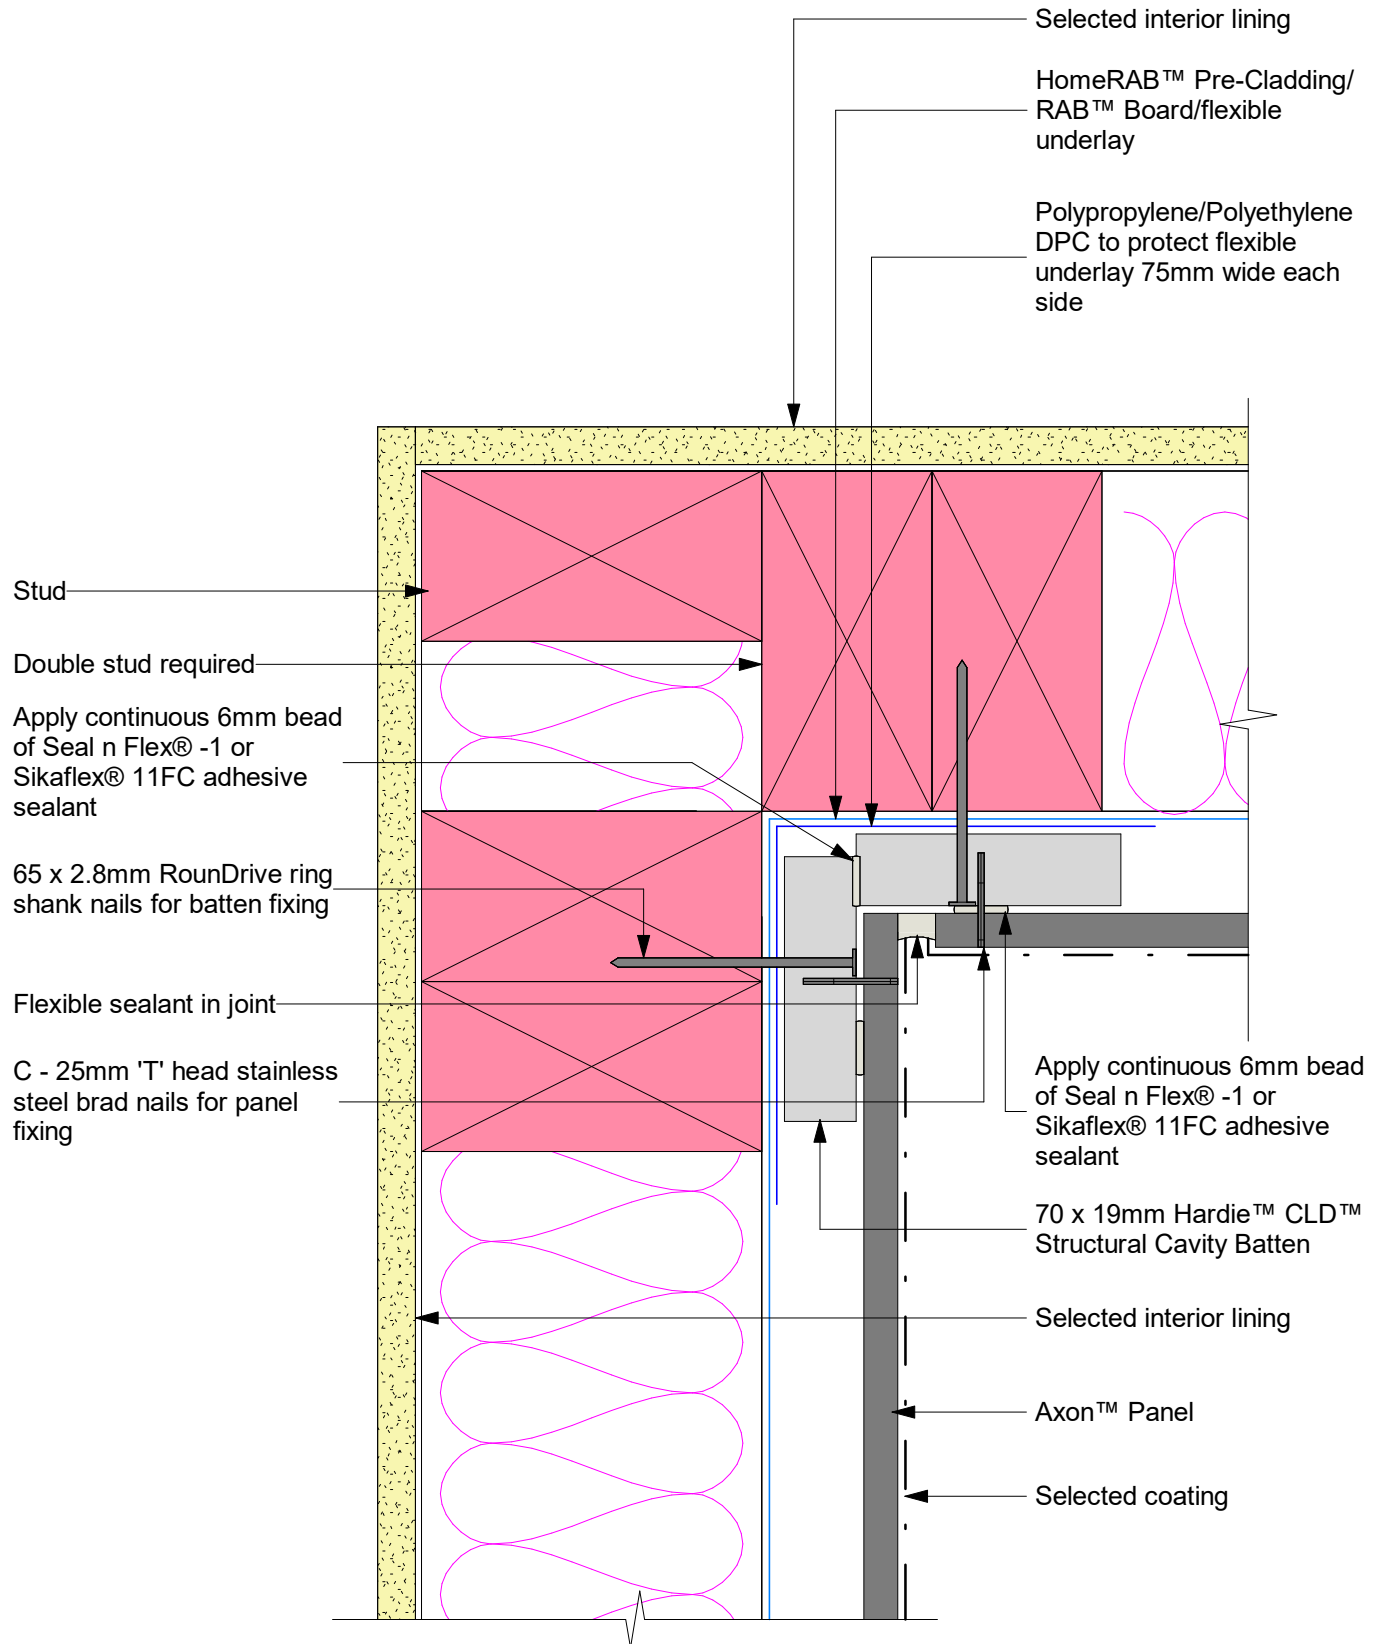 Selected interior lining
HomeRAB™ Pre-Cladding/
RAB™ Board/flexible
underlay
Polypropylene/Polyethylene
DPC to protect flexible
underlay 75mm wide each
side
Stud
Double stud required
Apply continuous 6mm bead
of Seal n Flex® -1 or
Sikaflex® 11FC adhesive
sealant
65 x 2.8mm RounDrive ring
shank nails for batten fixing
Flexible sealant in joint
C - 25mm 'T' head stainless
steel brad nails for panel
fixing
Apply continuous 6mm bead
of Seal n Flex® -1 or
Sikaflex® 11FC adhesive
sealant
70 x 19mm Hardie™ CLD™
Structural Cavity Batten
Selected interior lining
Axon™ Panel
Selected coating